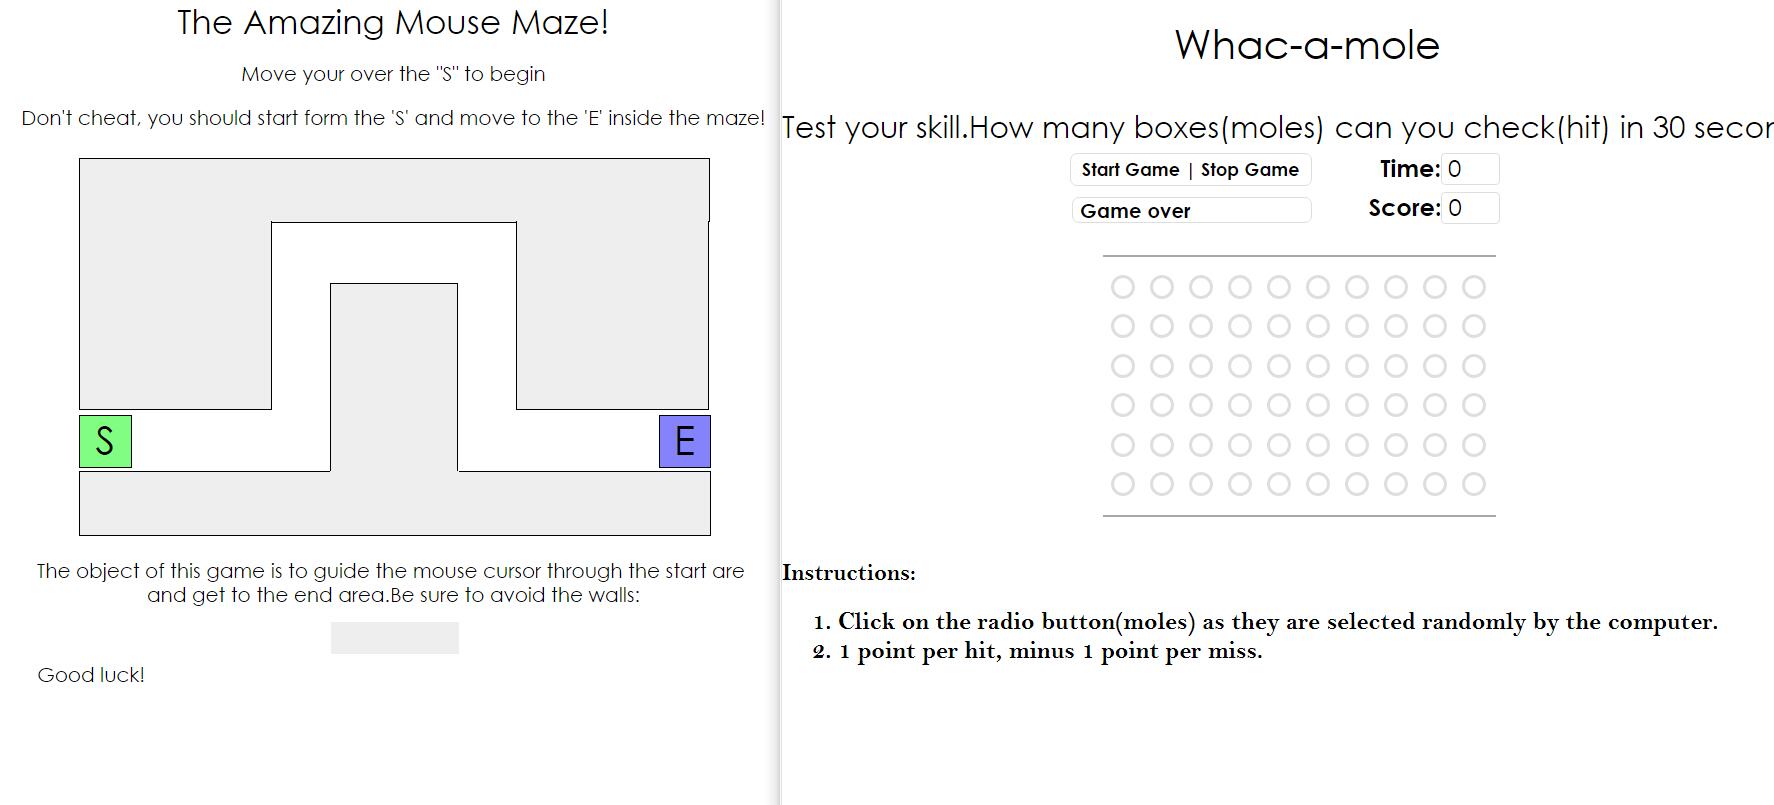 The Amazing Mouse Maze!
Move your over the "S" to begin
Don't cheat, you should start form the 'S' and move to the 'E' inside the maze!
S
E
The object of this game is to guide the mouse cursor through the start are
and get to the end area.Be sure to avoid the walls:
Good luck!
Whac-a-mole
Test your skill.How many boxes(moles) can you check(hit) in 30 secon
Start Game | Stop Game
Time: 0
Game over
Score: 0
Instructions:
1. Click on the radio button(moles) as they are selected randomly by the computer.
2. 1 point per hit, minus 1 point per miss.